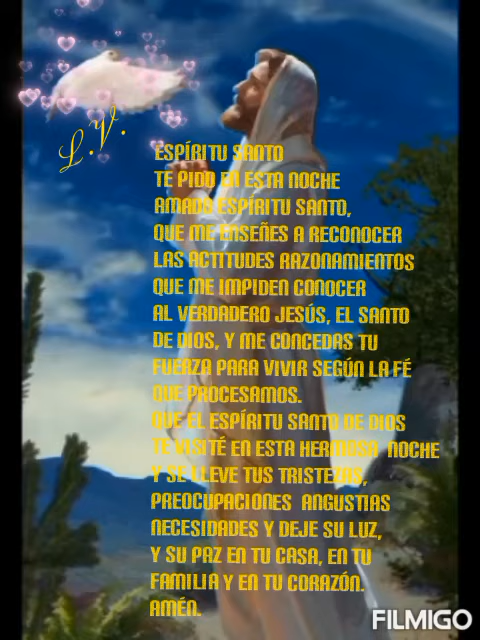 L.V.
ESPÍRITU SANTO
TE PIDO EN ESTA NOCHE
AMADO ESPÍRITU SANTO,
QUE ME ENSEÑES A RECONOCER
LAS ACTITUDES RAZONAMIENTOS
QUE ME IMPIDEN CONOCER
AL VERDADERO JESÚS, EL SANTO
DE DIOS, Y ME CONCEDAS TU
FUERZA PARA VIVIR SEGÚN LA FÉ
QUE PROCESAMOS.
QUE EL ESPÍRITU SANTO DE DIOS
TE VISITÉ EN ESTA HERMOSA NOCHE
Y SE LLEVE TUS TRISTEZAS,
PREOCUPACIONES ANGUSTIAS
NECESIDADES Y DEJE SU LUZ,
Y SU PAZ EN TU CASA, EN TU
FAMILIA Y EN TU CORAZÓN.
AMÉN.
FILMIGO